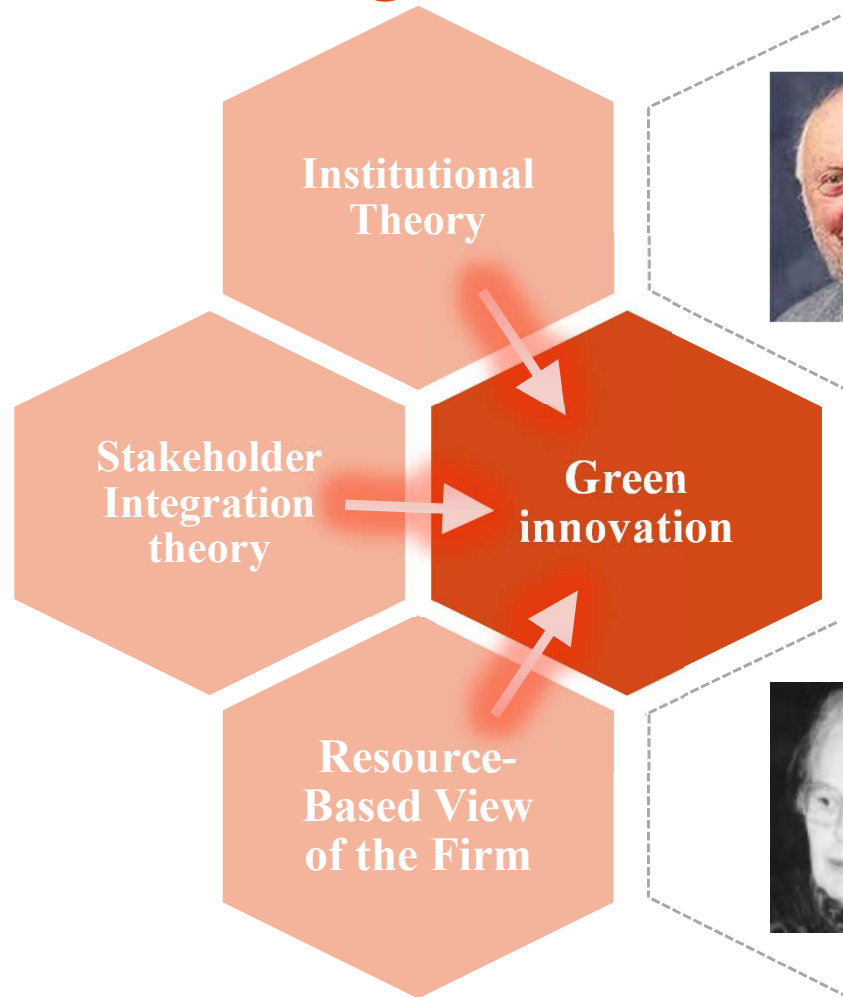 Institutional
Theory
Stakeholder
Integration
theory
Green
innovation
Resource-
Based View
of the Firm